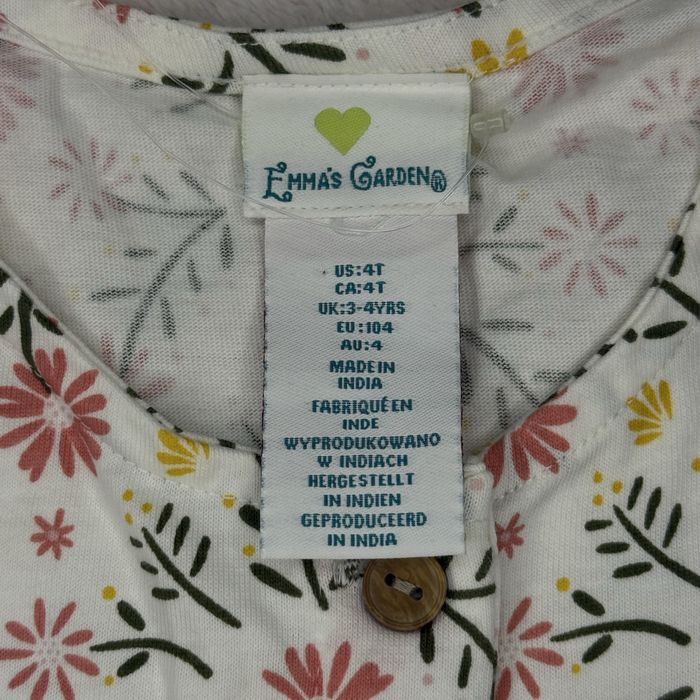 EMMA'S GARDEN®
US:4T
CA:4T
UK:3-4YRS
EU:104
AU:4
MADE IN
INDIA
FABRIQUÉ EN
INDE
WYPRODUKOWANO
W INDIACH
HERGESTELLT
IN INDIEN
GEPRODUCEERD
IN INDIA